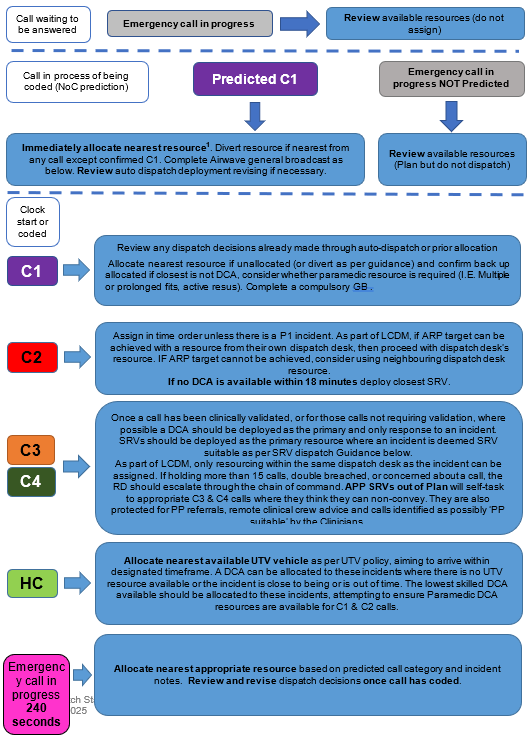 Call waiting to
be answered
Emergency call in progress
Review available resources (do not
assign)
Call in process of being
coded (NoC prediction)
Predicted C1
Emergency call in
progress NOT Predicted
Immediately allocate nearest resource1. Divert resource if nearest from
any call except confirmed C1. Complete Airwave general broadcast as
below. Review auto dispatch deployment revising if necessary.
Review available resources
(Plan but do not dispatch)
Clock
start or
coded
C1
Review any dispatch decisions already made through auto-dispatch or prior allocation
Allocate nearest resource if unallocated (or divert as per guidance) and confirm back up
allocated if closest is not DCA, consider whether paramedic resource is required (I.E. Multiple
or prolonged fits, active resus). Complete a compulsory GB .
C2
Assign in time order unless there is a P1 incident. As part of LCDM, if ARP target can be
achieved with a resource from their own dispatch desk, then proceed with dispatch desk's
resource. IF ARP target cannot be achieved, consider using neighbouring dispatch desk
resource.
If no DCA is available within 18 minutes deploy closest SRV.
C3
C4
Once a call has been clinically validated, or for those calls not requiring validation, where
possible a DCA should be deployed as the primary and only response to an incident.
SRVs should be deployed as the primary resource where an incident is deemed SRV
suitable as per SRV dispatch Guidance below.
As part of LCDM, only resourcing within the same dispatch desk as the incident can be
assigned. If holding more than 15 calls, double breached, or concerned about a call, the
RD should escalate through the chain of command. APP SRVs out of Plan will self-task
to appropriate C3 & C4 calls where they think they can non-convey. They are also
protected for PP referrals, remote clinical crew advice and calls identified as possibly 'PP
suitable' by the Clinicians.
HC
Allocate nearest available UTV vehicle as per UTV policy, aiming to arrive within
designated timeframe. A DCA can be allocated to these incidents where there is no UTV
resource available or the incident is close to being or is out of time. The lowest skilled DCA
available should be allocated to these incidents, attempting to ensure Paramedic DCA
resources are available for C1 & C2 calls.
Emergenc
y call in
progress
240
seconds
Allocate nearest appropriate resource based on predicted call category and incident
notes. Review and revise dispatch decisions once call has coded.
tch Sta
2025